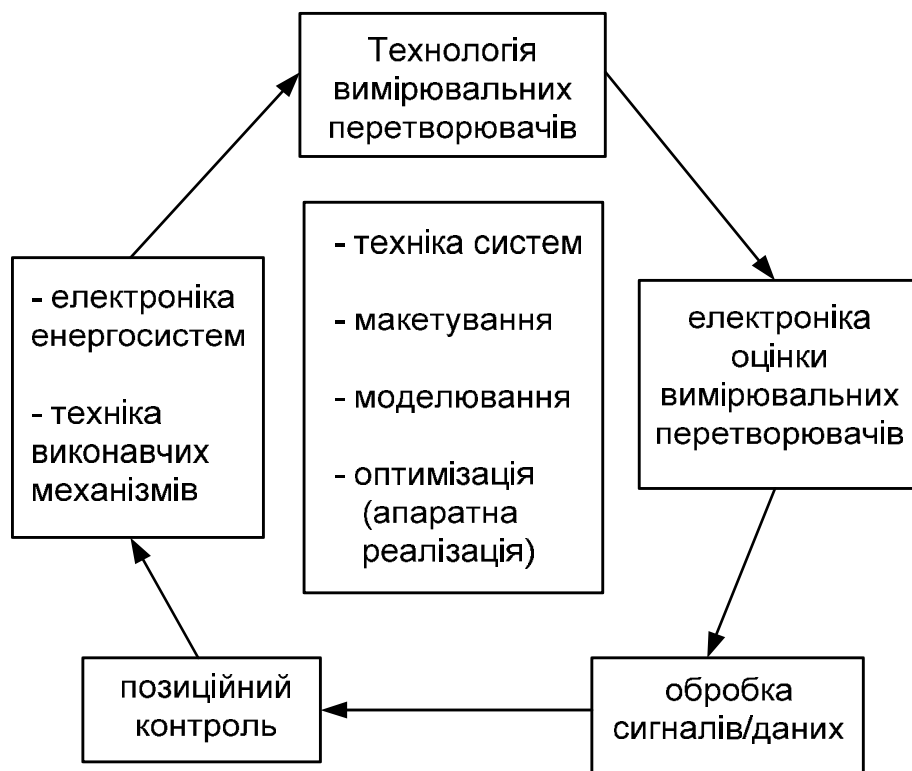 Технологія
вимірювальних
перетворювачів
- техніка систем
- макетування
- моделювання
- оптимізація
(апаратна
реалізація)
- електроніка
енергосистем
- техніка
виконавчих
механізмів
електроніка
оцінки
вимірювальних
перетворювачів
позиційний
контроль
обробка
сигналів/даних